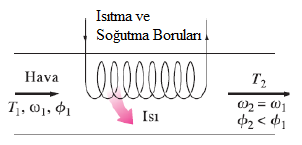 Isıtma ve
Soğutma Boruları
Hava
T₁, ω₁, ϕ₁
Isı
T₂
ω₂ = ω₁
ϕ₂ < ϕ₁